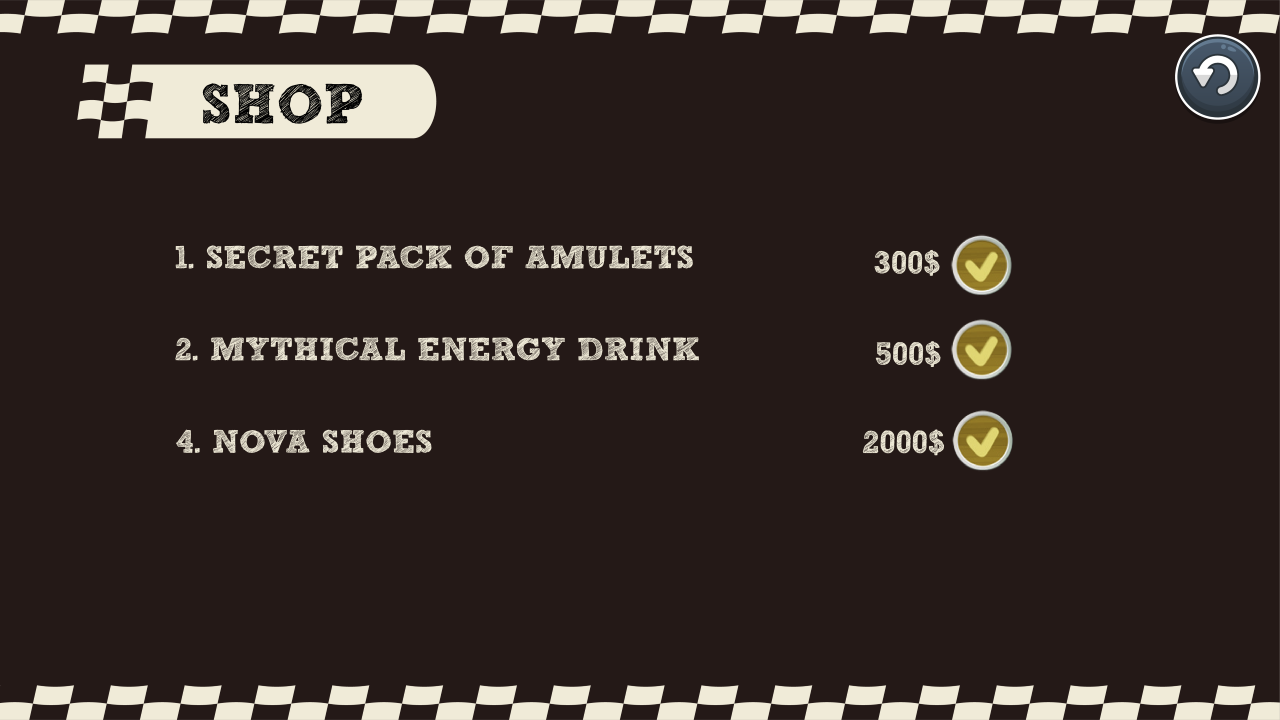 SHOP
1. SECRET PACK OF AMULETS 300$
2. MYTHICAL ENERGY DRINK 500$
4. NOVA SHOES 2000$